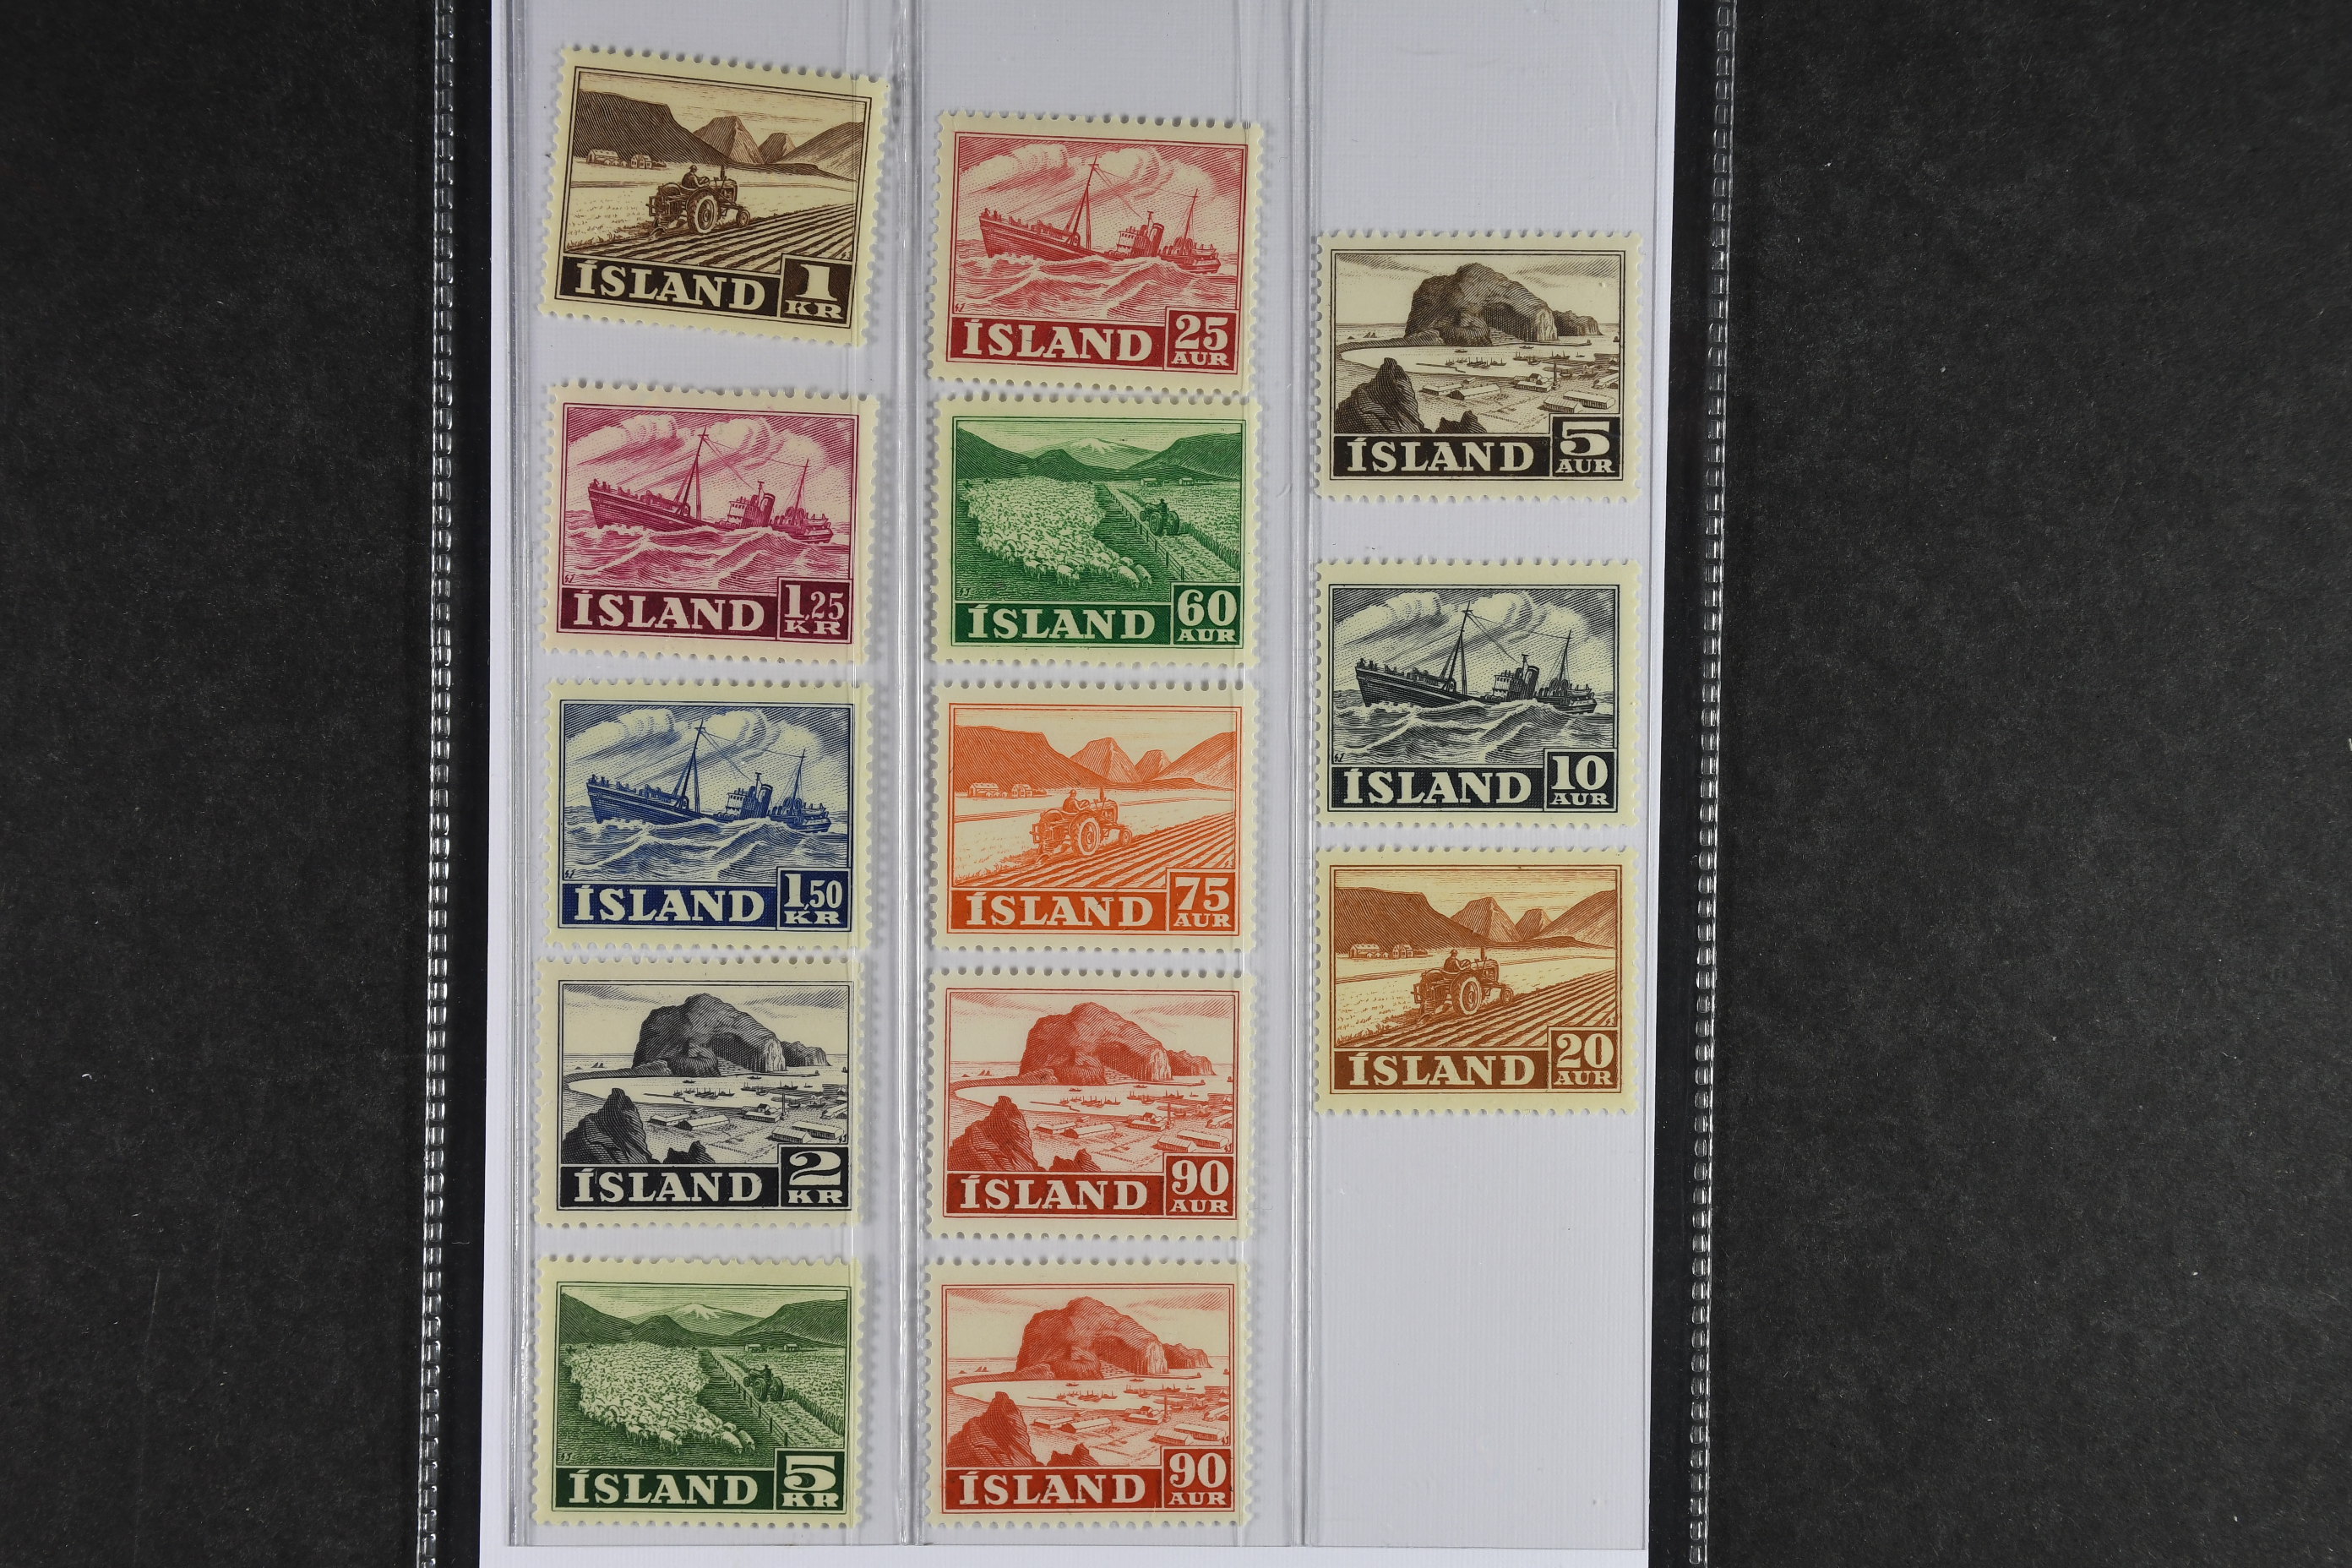 ÍSLAND 1 KR
ÍSLAND 1,25 KR
ÍSLAND 1,50 KR
ÍSLAND 2 KR
ÍSLAND 5 KR
ÍSLAND 25 AUR
ÍSLAND 60 AUR
ÍSLAND 75 AUR
ÍSLAND 90 AUR
ÍSLAND 90 AUR
ÍSLAND 5 AUR
ÍSLAND 10 AUR
ÍSLAND 20 AUR